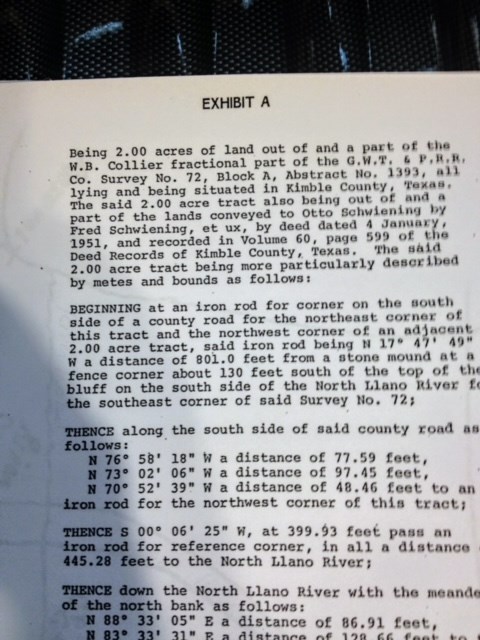 EXHIBIT A
Being 2.00 acres of land out of and a part of the
W.B. Collier fractional part of the G.W.T. & P.R.R.
Co. Survey No. 72, Block A, Abstract No. 1393, all
lying and being situated in Kimble County, Texas.
The said 2.00 acre tract also being out of and a
part of the lands conveyed to Otto Schwiening by
Fred Schwiening, et ux, by deed dated 4 January,
1951, and recorded in Volume 60, page 599 of the
Deed Records of Kimble County, Texas. The said
2.00 acre tract being more particularly described
by metes and bounds as follows:
BEGINNING at an iron rod for corner on the south
side of a county road for the northeast corner of
this tract and the northwest corner of an adjacent
2.00 acre tract, said iron rod being N 17° 47' 49"
W a distance of 801.0 feet from a stone mound at a
fence corner about 130 feet south of the top of the
bluff on the south side of the North Llano River
the southeast corner of said Survey No. 72;
THENCE along the south side of said county road as
follows:
N 76° 58' 18" W a distance of 77.59 feet,
N 73° 02' 06" W a distance of 97.45 feet,
N 70° 52' 39" W a distance of 48.46 feet to an
iron rod for the northwest corner of this tract;
THENCE S 00° 06' 25" W, at 399.93 feet pass an
iron rod for reference corner, in all a distance
445.28 feet to the North Llano River;
THENCE down the North Llano River with the meande
of the north bank as follows:
N 88° 33' 05" E a distance of 86.91 feet,
N 83° 33' 31" E a distance of 128.66 feet to